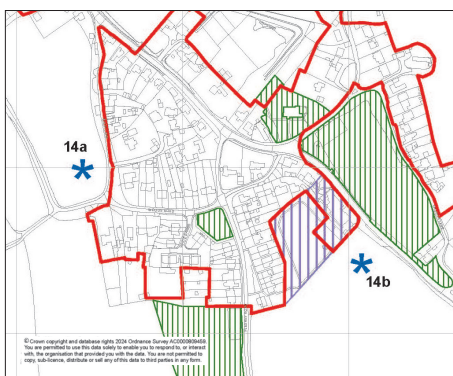 14a
14b
© Crown copyright and database rights 2024 Ordnance Survey AC0000809459
You are permitted to use this data solely to enable you to respond to, or interact
with, the organisation that provided you with the data. You are not permitted to
copy, sub-licence, distribute or sell any of this data to third parties in any form.